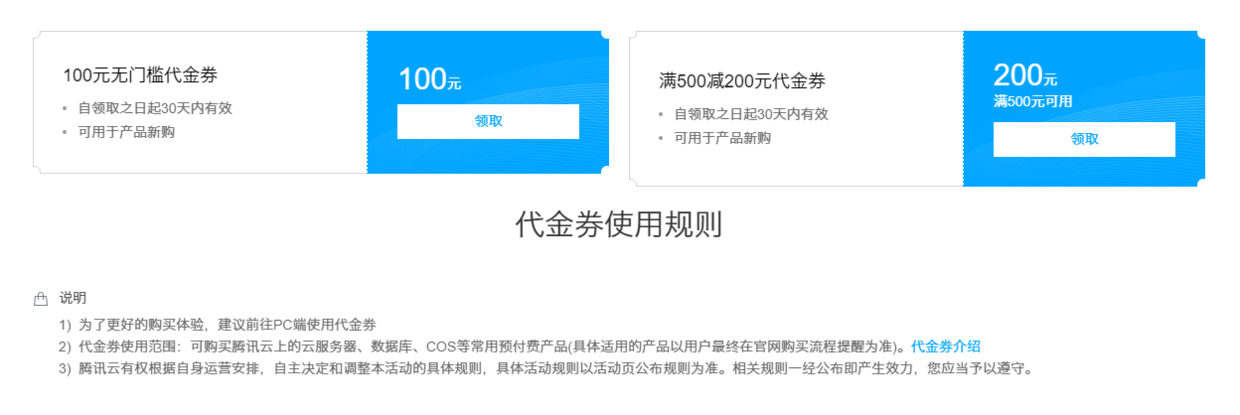 100元无门槛代金券
自领取之日起30天内有效
可用于产品新购
100元
领取
满500减200元代金券
自领取之日起30天内有效
可用于产品新购
200元
满500元可用
领取
代金券使用规则
说明
1) 为了更好的购买体验，建议前往PC端使用代金券
2) 代金券使用范围：可购买腾讯云上的云服务器、数据库、COS等常用预付费产品(具体适用的产品以用户最终在官网购买流程提醒为准)。代金券介绍
3) 腾讯云有权根据自身运营安排，自主决定和调整本活动的具体规则，具体活动规则以活动页公布规则为准。相关规则一经公布即产生效力，您应当予以遵守。